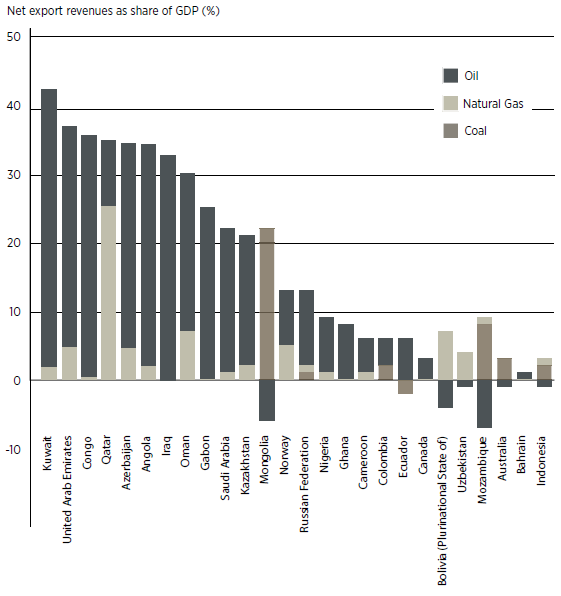 Net export revenues as share of GDP (%)
50
40
30
20
10
0
-10
Oil
Natural Gas
Coal
Kuwait
United Arab Emirates
Congo
Qatar
Azerbaijan
Angola
Iraq
Oman
Gabon
Saudi Arabia
Kazakhstan
Mongolia
Norway
Russian Federation
Nigeria
Ghana
Cameroon
Colombia
Ecuador
Canada
Bolivia (Plurinational State of)
Uzbekistan
Mozambique
Australia
Bahrain
Indonesia